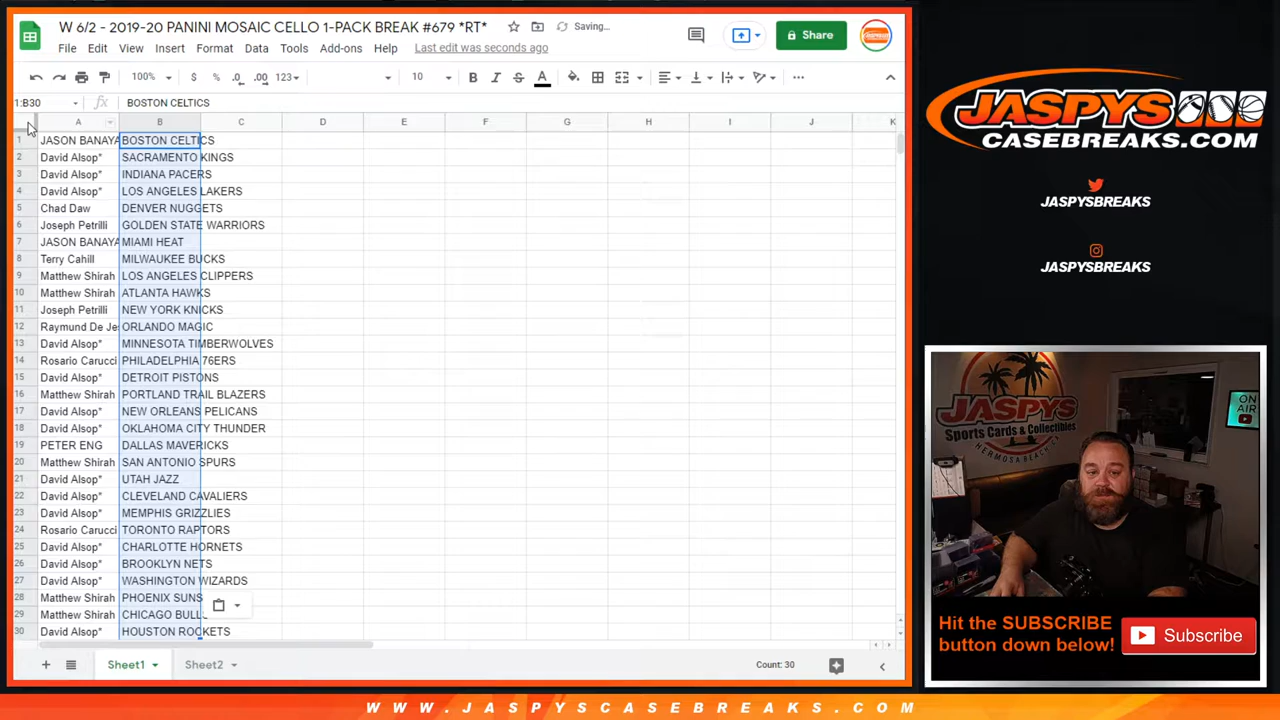 W 6/2 - 2019-20 PANINI MOSAIC CELLO 1-PACK BREAK #679 *RT*
Saving...
File Edit View Insert Format Data Tools Add-ons Help Last edit was seconds ago
Share
100% $ % .0 .00 123 10 B I S A
1:B30 fx BOSTON CELTICS
A B C D E F G H I J K
1 JASON BANAYA BOSTON CELTICS
2 David Alsop* SACRAMENTO KINGS
3 David Alsop* INDIANA PACERS
4 David Alsop* LOS ANGELES LAKERS
5 Chad Daw DENVER NUGGETS
6 Joseph Petrilli GOLDEN STATE WARRIORS
7 JASON BANAYA MIAMI HEAT
8 Terry Cahill MILWAUKEE BUCKS
9 Matthew Shirah LOS ANGELES CLIPPERS
10 Matthew Shirah ATLANTA HAWKS
11 Joseph Petrilli NEW YORK KNICKS
12 Raymund De Je ORLANDO MAGIC
13 David Alsop* MINNESOTA TIMBERWOLVES
14 Rosario Carucci PHILADELPHIA 76ERS
15 David Alsop* DETROIT PISTONS
16 Matthew Shirah PORTLAND TRAIL BLAZERS
17 David Alsop* NEW ORLEANS PELICANS
18 David Alsop* OKLAHOMA CITY THUNDER
19 PETER ENG DALLAS MAVERICKS
20 Matthew Shirah SAN ANTONIO SPURS
21 David Alsop* UTAH JAZZ
22 David Alsop* CLEVELAND CAVALIERS
23 David Alsop* MEMPHIS GRIZZLIES
24 Rosario Carucci TORONTO RAPTORS
25 David Alsop* CHARLOTTE HORNETS
26 David Alsop* BROOKLYN NETS
27 David Alsop* WASHINGTON WIZARDS
28 Matthew Shirah PHOENIX SUNS
29 Matthew Shirah CHICAGO BULL
30 David Alsop* HOUSTON ROCKETS
Sheet1 Sheet2 Count: 30
JASPYS
CASEBREAKS.COM
JASPYSBREAKS
JASPYSBREAKS
JASPYS
Sports Cards & Collectibles
HERMOSA BEACH CA
ON
AIR
Hit the SUBSCRIBE
button down below!
Subscribe
WWW.JASPYSCASEBREAKS.COM